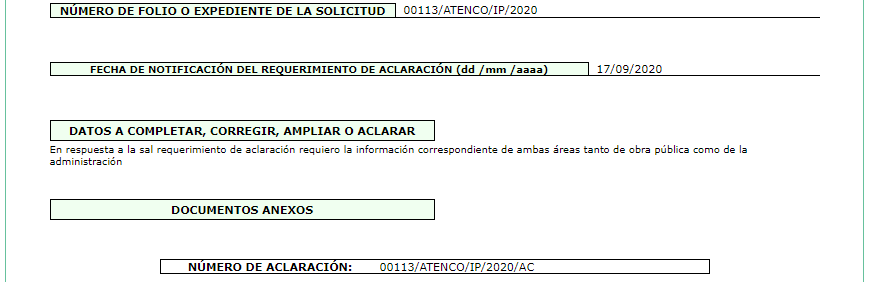 NÚMERO DE FOLIO O EXPEDIENTE DE LA SOLICITUD 00113/ATENCO/IP/2020
FECHA DE NOTIFICACIÓN DEL REQUERIMIENTO DE ACLARACIÓN (dd /mm /aaaa) 17/09/2020
DATOS A COMPLETAR, CORREGIR, AMPLIAR O ACLARAR
En respuesta a la sal requerimiento de aclaración requiero la información correspondiente de ambas áreas tanto de obra pública como de la
administración
DOCUMENTOS ANEXOS
NÚMERO DE ACLARACIÓN: 00113/ATENCO/IP/2020/AC